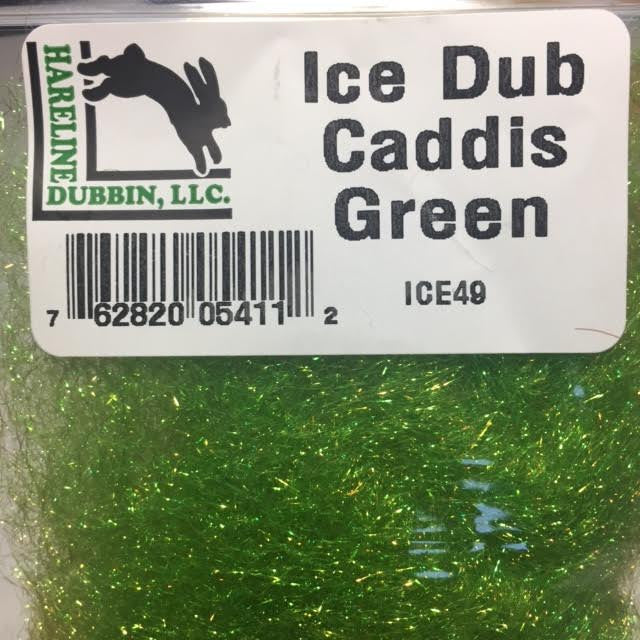 HARELINE
DUBBIN, LLC.
Ice Dub
Caddis
Green
ICE49
7 62820 05411 2